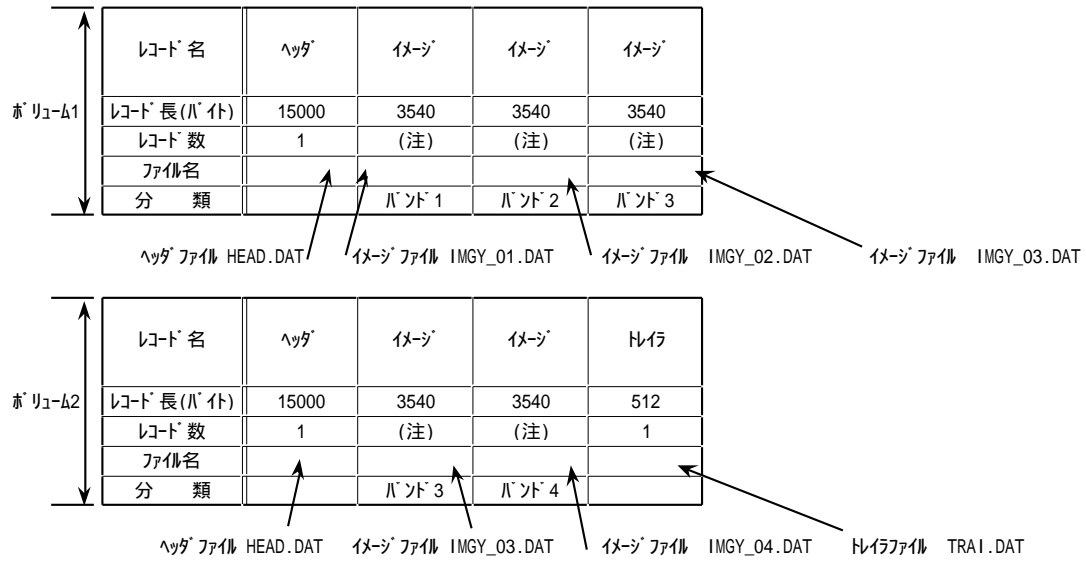 ﾚｺｰﾄﾞ名 ﾍｯﾀﾞ ｲﾒｰｼﾞ ｲﾒｰｼﾞ ｲﾒｰｼﾞ
ﾎﾞﾘｭｰﾑ1 ﾚｺｰﾄﾞ長(ﾊﾞｲﾄ) 15000 3540 3540 3540
ﾚｺｰﾄﾞ数 1 (注) (注) (注)
ﾌｧｲﾙ名
分 類 ﾊﾞﾝﾄﾞ1 ﾊﾞﾝﾄﾞ2 ﾊﾞﾝﾄﾞ3
ﾍｯﾀﾞﾌｧｲﾙ HEAD.DAT ｲﾒｰｼﾞﾌｧｲﾙ IMGY_01.DAT ｲﾒｰｼﾞﾌｧｲﾙ IMGY_02.DAT ｲﾒｰｼﾞﾌｧｲﾙ IMGY_03.DAT
ﾚｺｰﾄﾞ名 ﾍｯﾀﾞ ｲﾒｰｼﾞ ｲﾒｰｼﾞ ﾄﾚｲﾗ
ﾎﾞﾘｭｰﾑ2 ﾚｺｰﾄﾞ長(ﾊﾞｲﾄ) 15000 3540 3540 512
ﾚｺｰﾄﾞ数 1 (注) (注) 1
ﾌｧｲﾙ名
分 類 ﾊﾞﾝﾄﾞ3 ﾊﾞﾝﾄﾞ4
ﾍｯﾀﾞﾌｧｲﾙ HEAD.DAT ｲﾒｰｼﾞﾌｧｲﾙ IMGY_03.DAT ｲﾒｰｼﾞﾌｧｲﾙ IMGY_04.DAT ﾄﾚｲﾗﾌｧｲﾙ TRAI.DAT